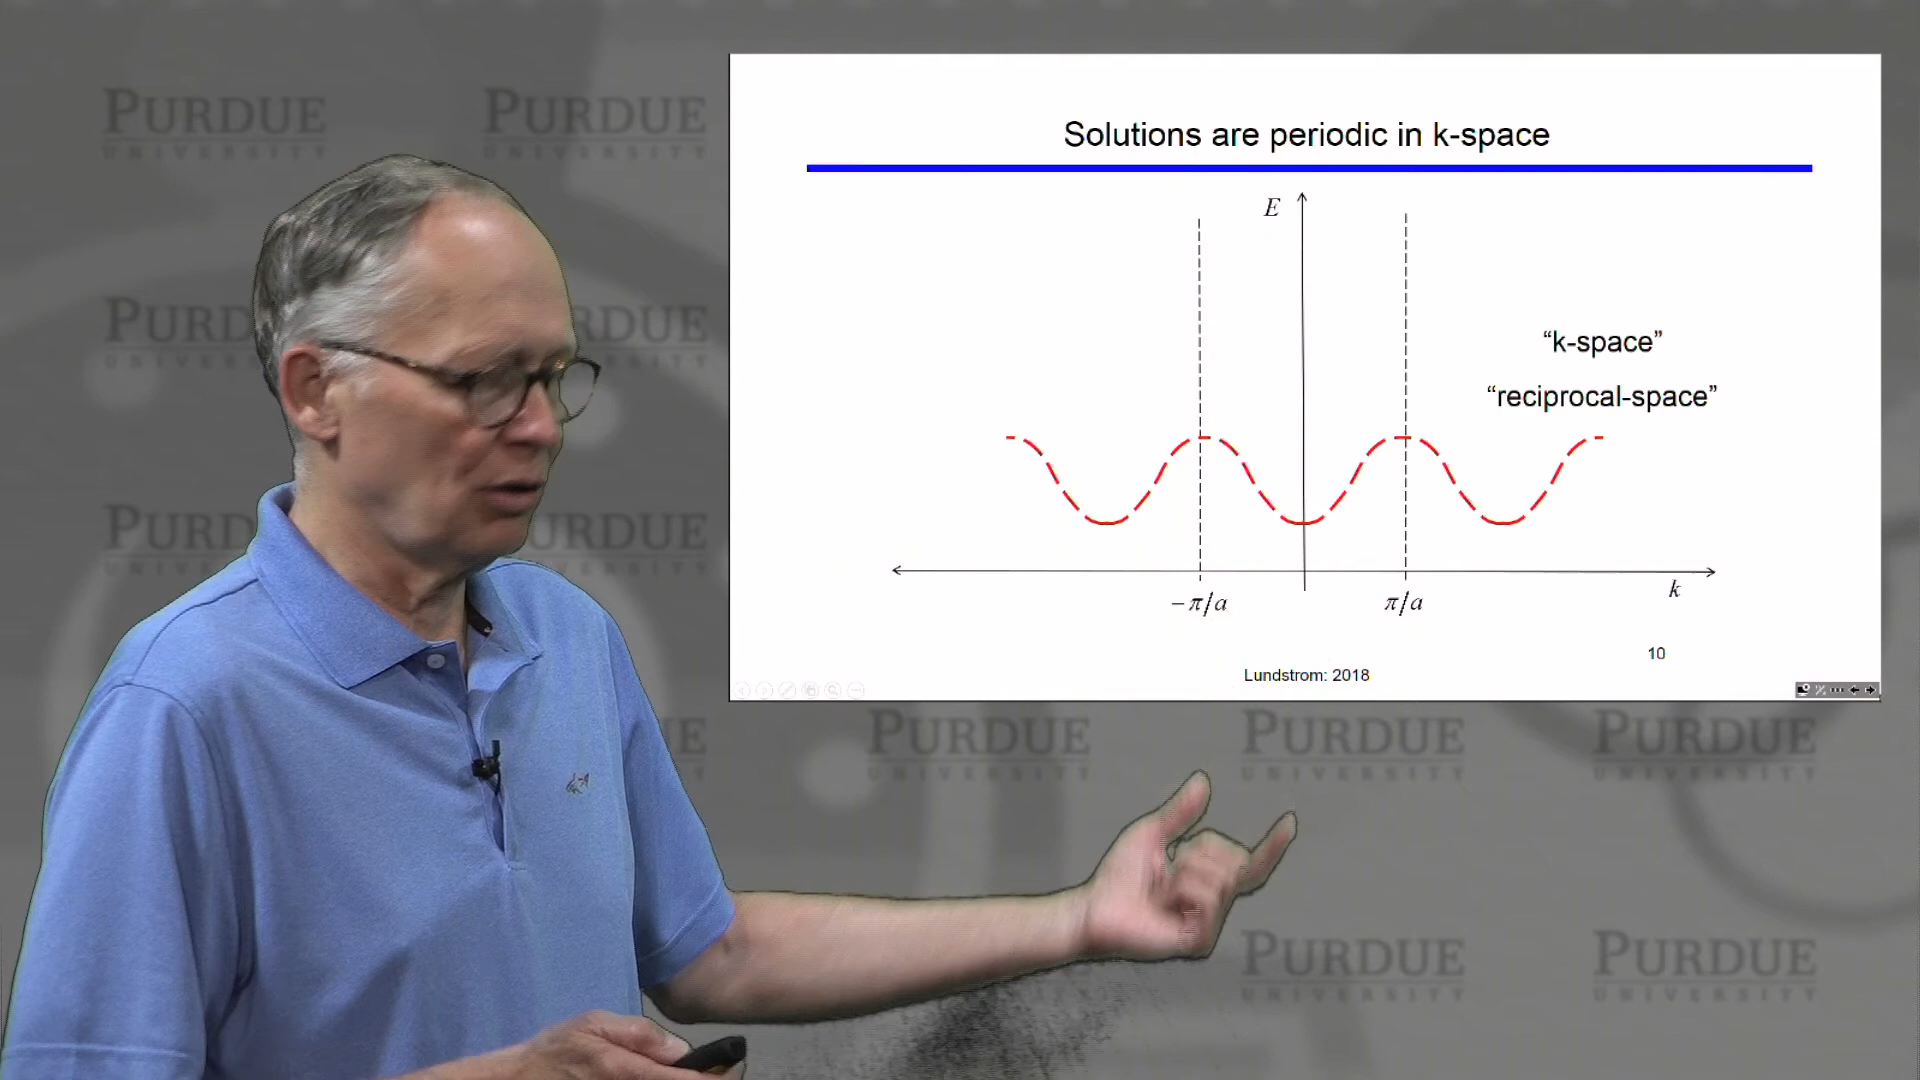 PURDUE
UNIVERSITY
PURDUE
UNIVERSITY
Solutions are periodic in k-space
E
“k-space”
“reciprocal-space”
−π/a
π/a
k
10
Lundstrom: 2018
PURDUE
UNIVERSITY
PURDUE
UNIVERSITY
PURDUE
UNIVERSITY
PURDUE
UNIVERSITY
PURDUE
UNIVERSITY